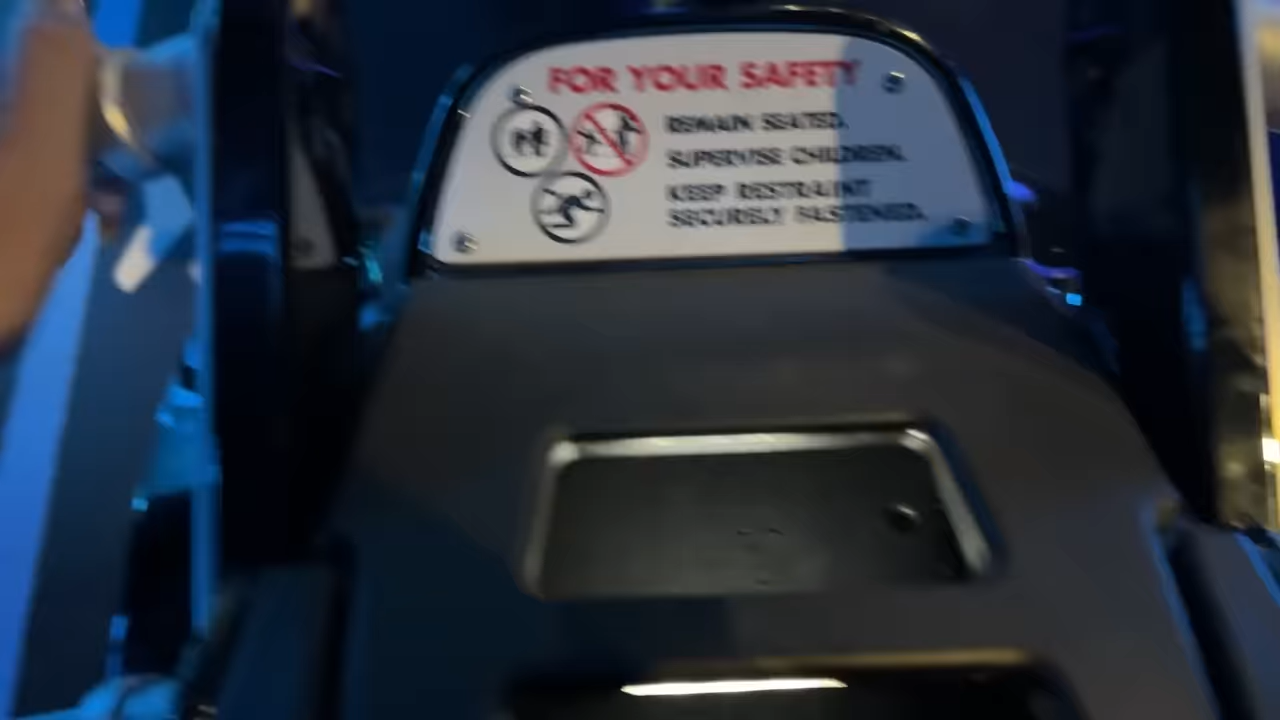 FOR YOUR SAFETY
REMAIN SEATED.
SUPERVISE CHILDREN.
KEEP RESTRAINT
SECURELY FASTENED.